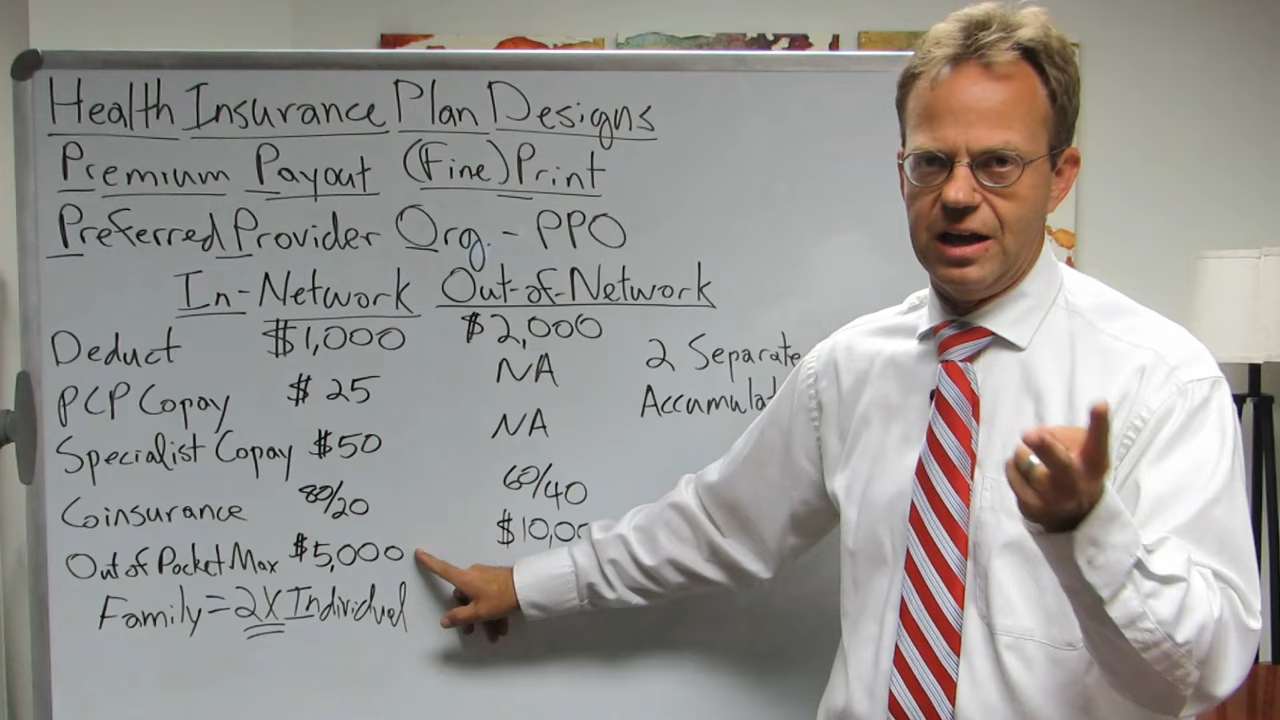 Health Insurance Plan Designs
Premium Payout (Fine) Print
Preferred Provider Org. - PPO
In-Network Out-of-Network
Deduct $1,000 $2,000
PCP Copay $25 NA
Specialist Copay $50 NA
Coinsurance 80/20 60/40
Out of Pocket Max $5,000
Family = 2X Individual
2 Separate